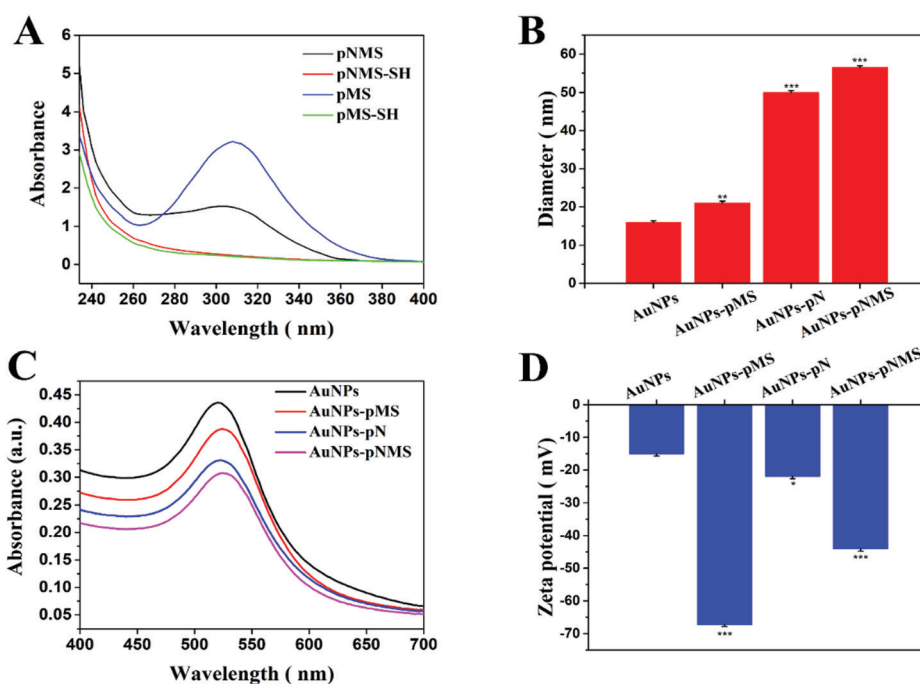 A
6
5
4
3
2
1
0
240 260 280 300 320 340 360 380 400
Absorbance
Wavelength ( nm)
pNMS
pNMS-SH
pMS
pMS-SH
B
60
50
40
30
20
10
0
Diameter ( nm)
**
***
***
AuNPs
AuNPs-pMS
AuNPs-pN
AuNPs-pNMS
C
0.45
0.40
0.35
0.30
0.25
0.20
0.15
0.10
0.05
400 450 500 550 600 650 700
Absorbance (a.u.)
Wavelength ( nm)
AuNPs
AuNPs-pMS
AuNPs-pN
AuNPs-pNMS
D
AuNPs
AuNPs-pMS
AuNPs-pN
AuNPs-pNMS
0
-10
-20
-30
-40
-50
-60
-70
Zeta potential ( mV)
***
*
***